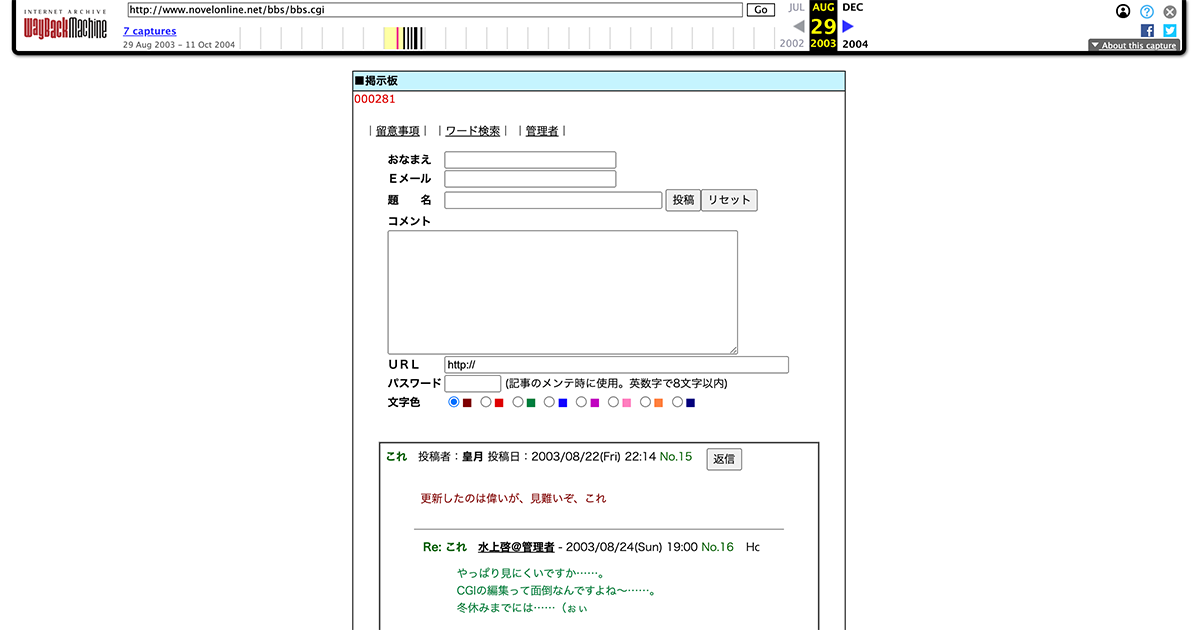 INTERNET ARCHIVE
WayBackMachine
http://www.novelonline.net/bbs/bbs.cgi
Go
7 captures
29 Aug 2003 – 11 Oct 2004
JUL AUG DEC
29
2002 2003 2004
▼ About this capture
■掲示板
000281
｜留意事項｜ ｜ワード検索｜ ｜管理者｜
おなまえ
Ｅメール
題　　名
投稿 リセット
コメント
ＵＲＬ http://
パスワード (記事のメンテ時に使用。英数字で8文字以内)
文字色 ■ ■ ■ ■ ■ ■ ■ ■
これ 投稿者：皇月 投稿日：2003/08/22(Fri) 22:14 No.15 返信
更新したのは偉いが、見難いぞ、これ
Re: これ 水上啓＠管理者 - 2003/08/24(Sun) 19:00 No.16
やっぱり見にくいですか……。
CGIの編集って面倒なんですよね～……。
冬休みまでには……（ぉぃ